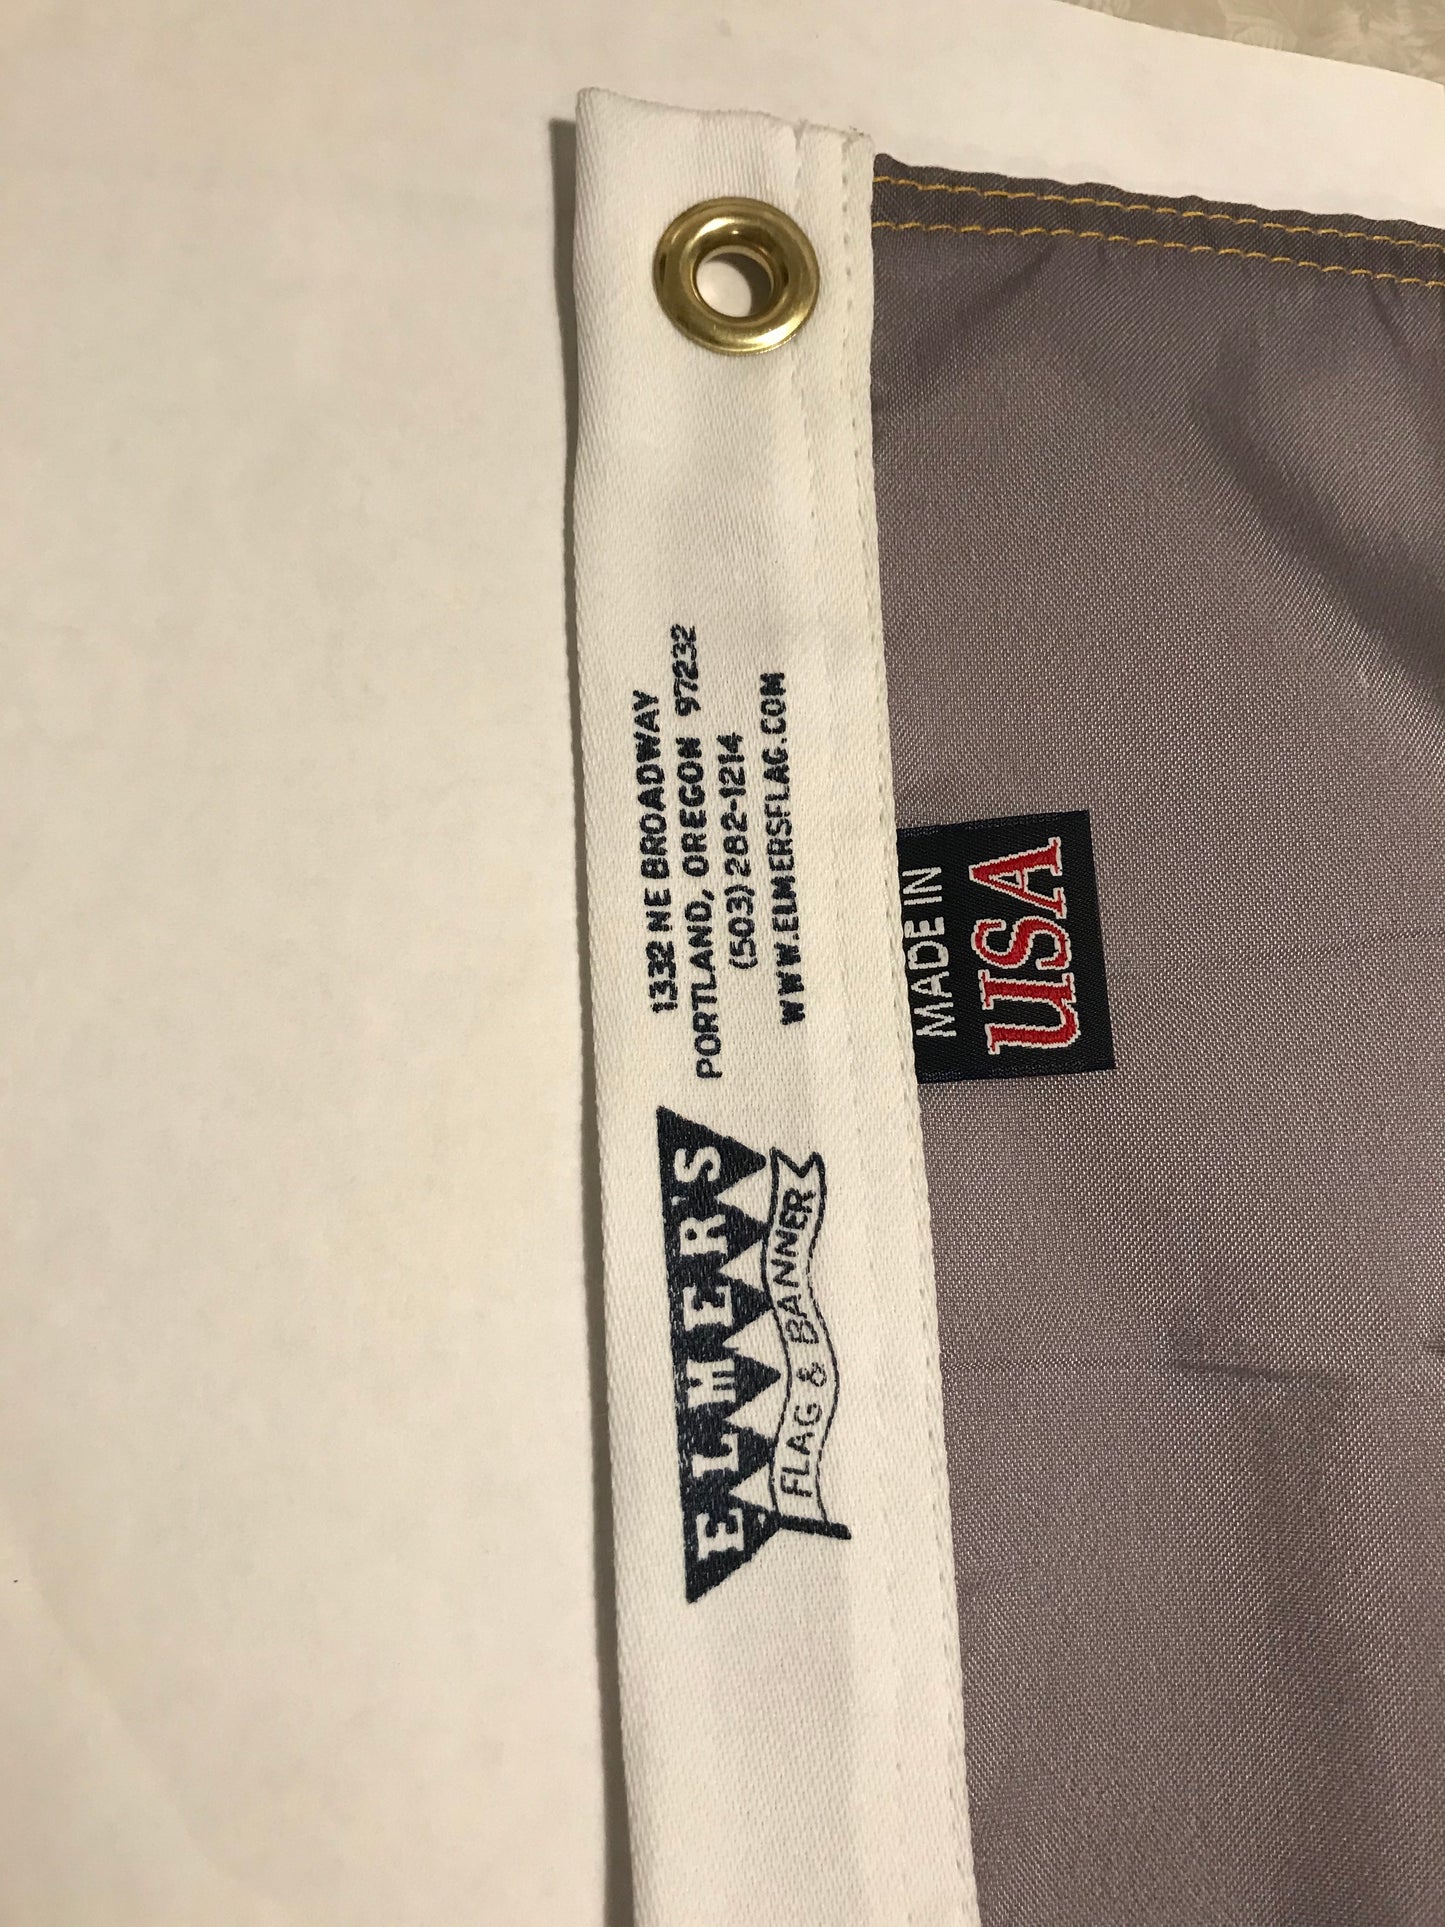 ELMER'S
FLAG & BANNER
1332 NE BROADWAY
PORTLAND, OREGON 97232
(503) 282-1214
WWW.ELMERSFLAG.COM
MADE IN
USA